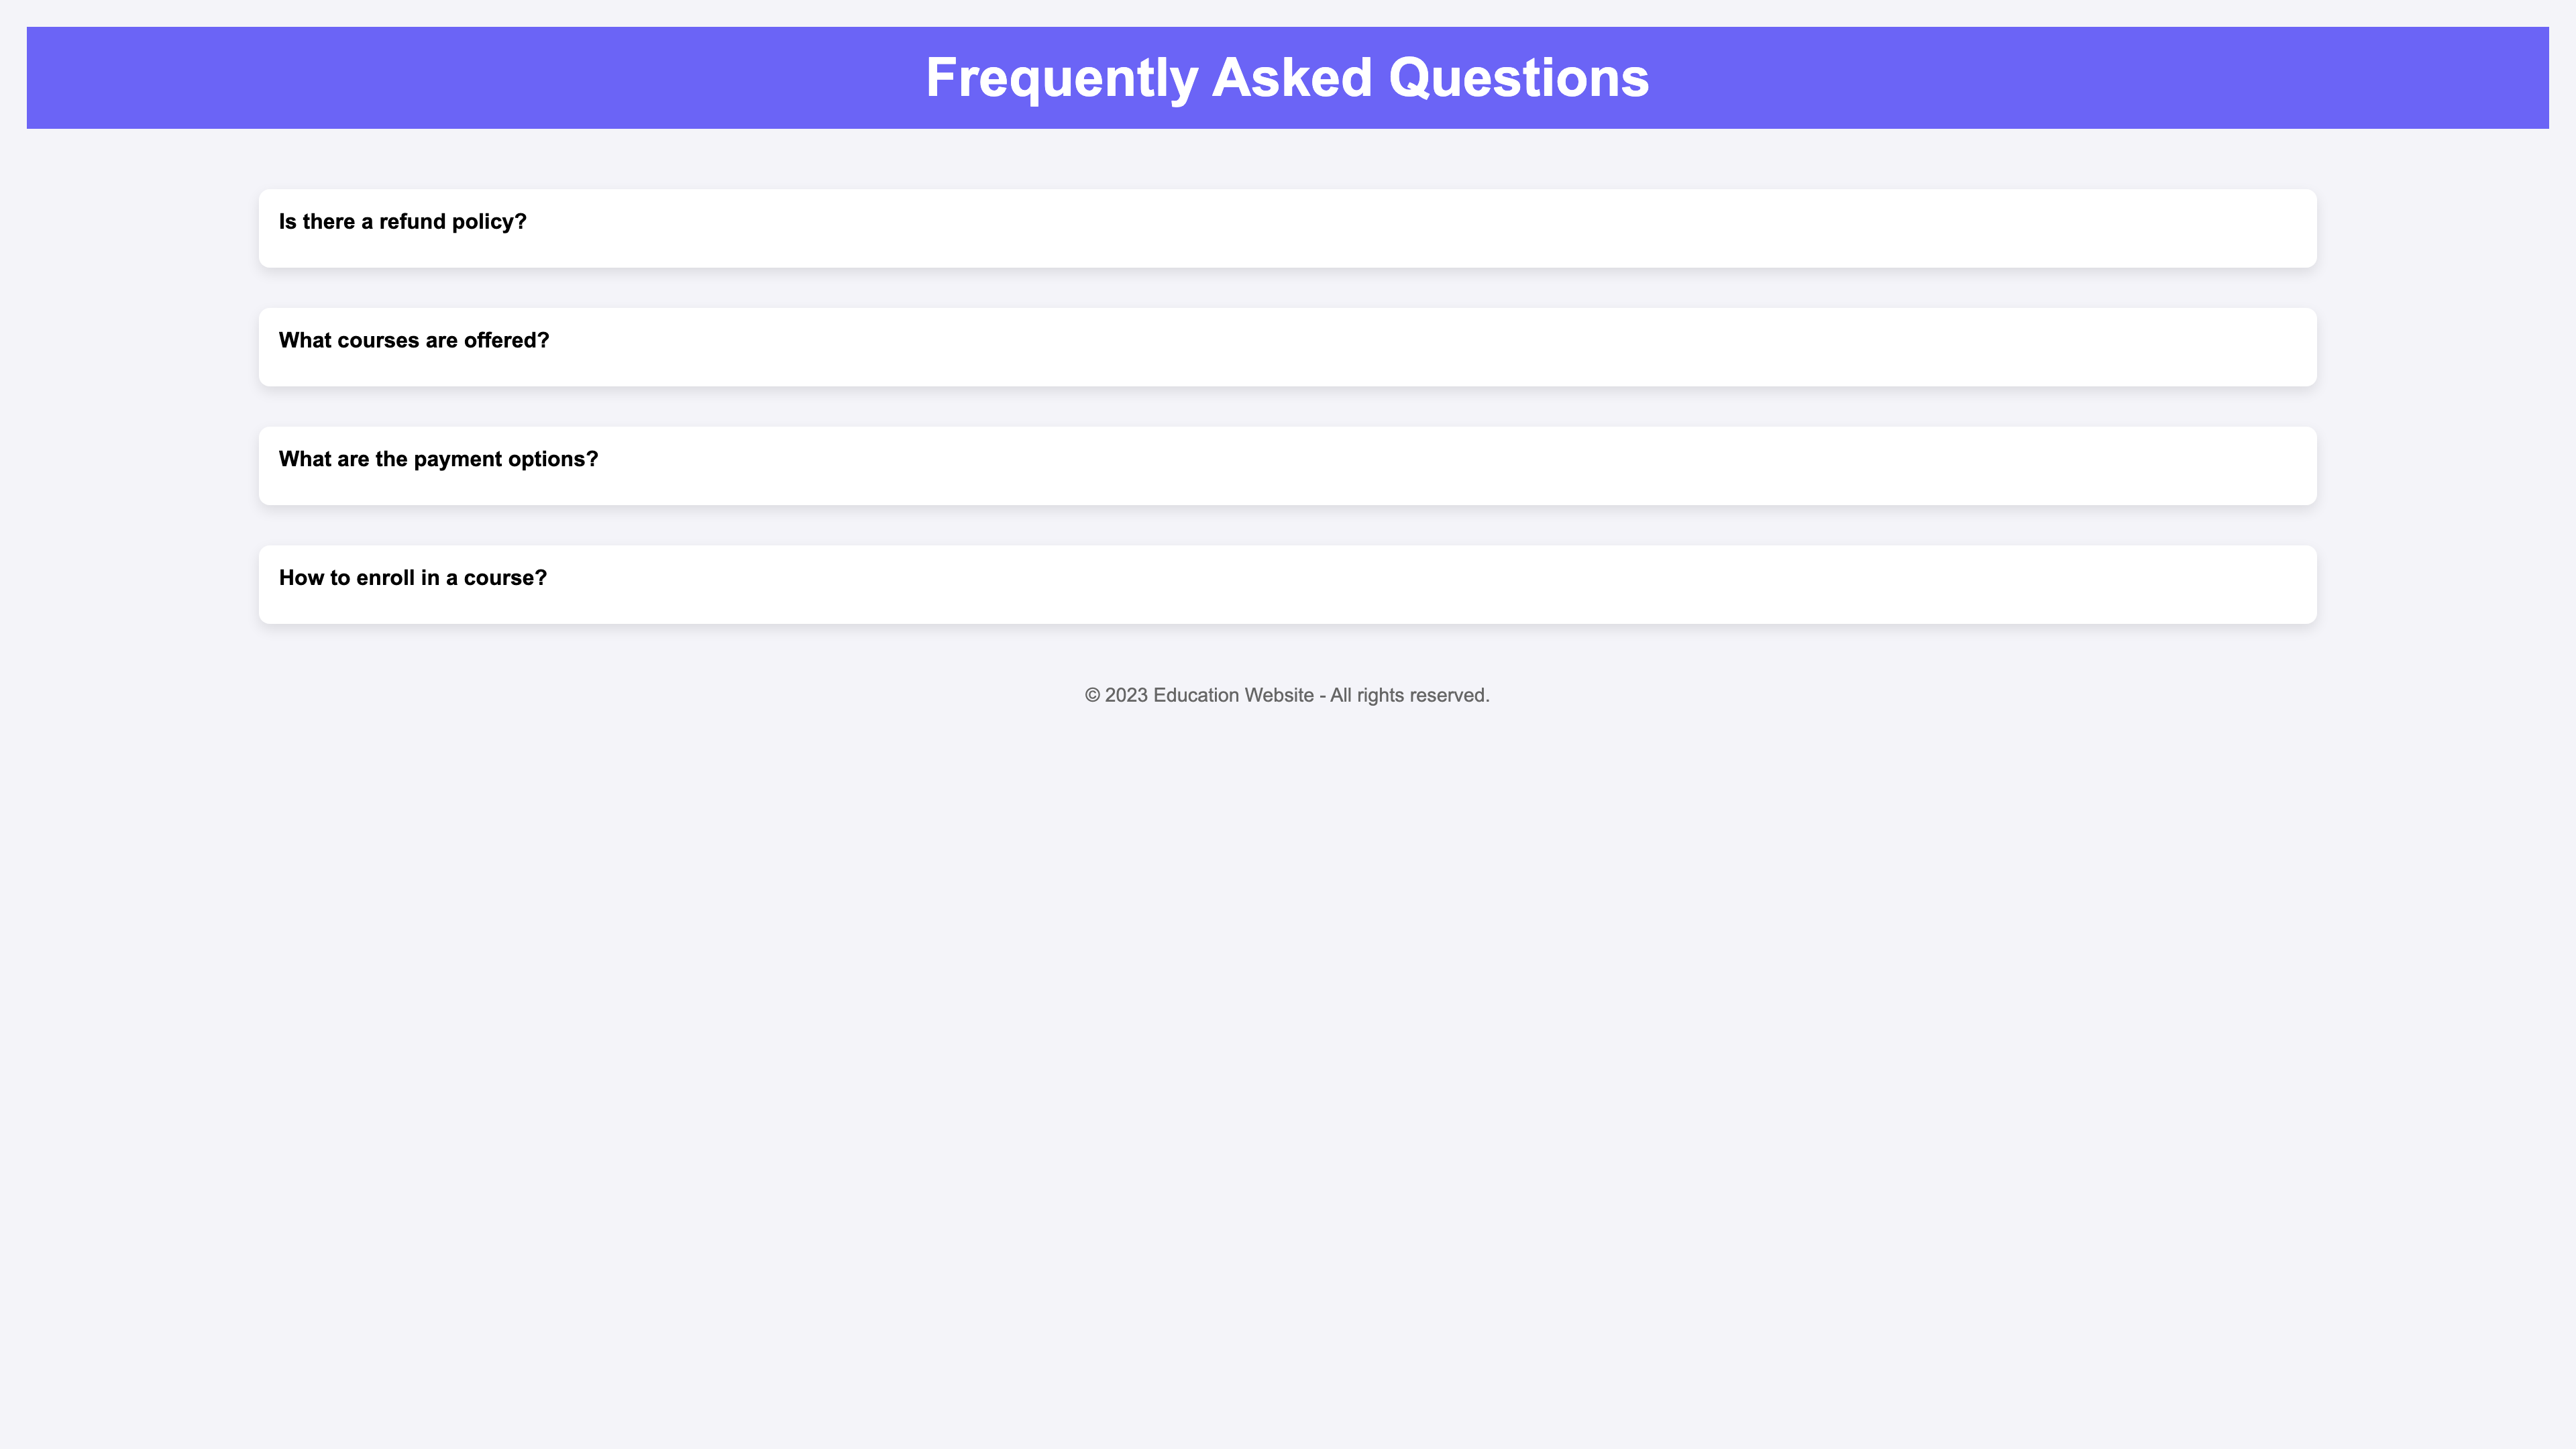 Frequently Asked Questions
Is there a refund policy?
What courses are offered?
What are the payment options?
How to enroll in a course?
© 2023 Education Website - All rights reserved.